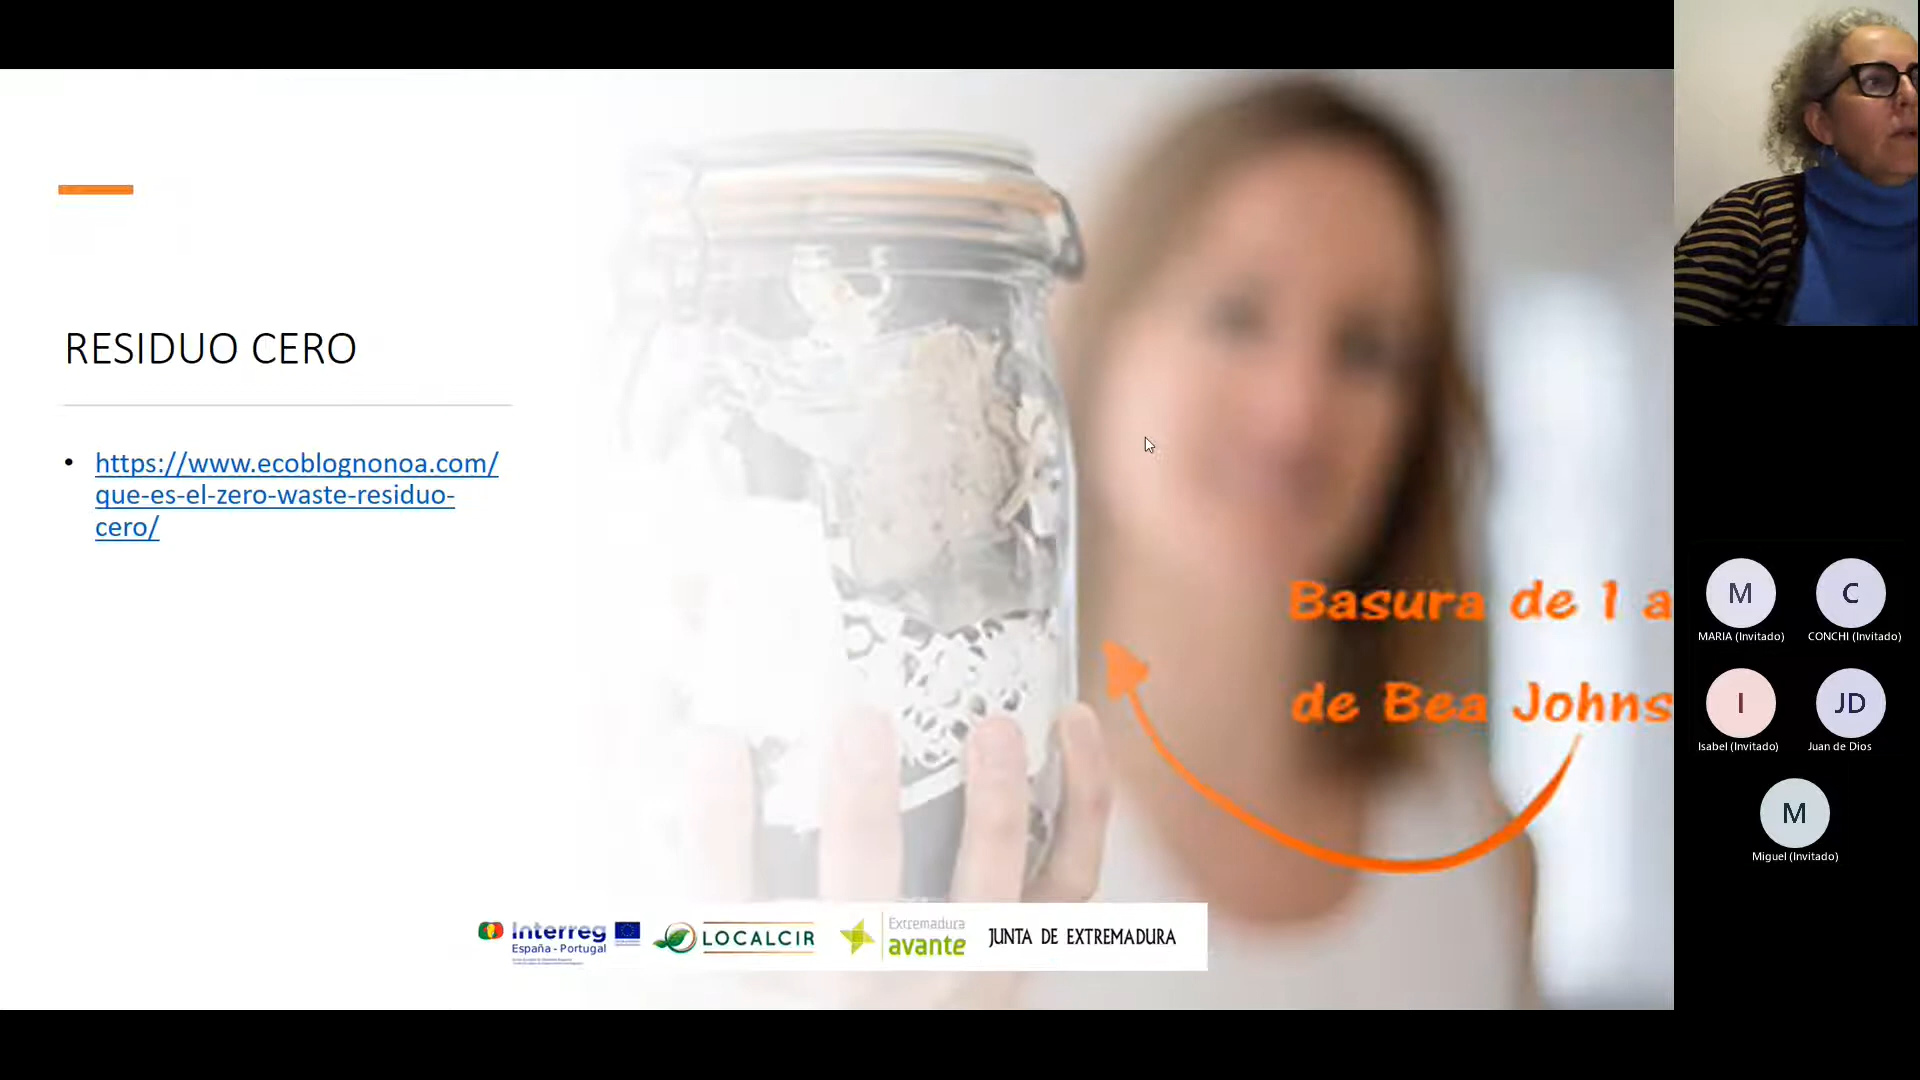 RESIDUO CERO
• https://www.ecoblognonoa.com/
que-es-el-zero-waste-residuo-
cero/
Basura de 1 a
de Bea Johns
Interreg
España - Portugal
LOCALCIR
Extremadura
avante
JUNTA DE EXTREMADURA
M
MARIA (Invitado)
C
CONCHI (Invitado)
I
Isabel (Invitado)
JD
Juan de Dios
M
Miguel (Invitado)